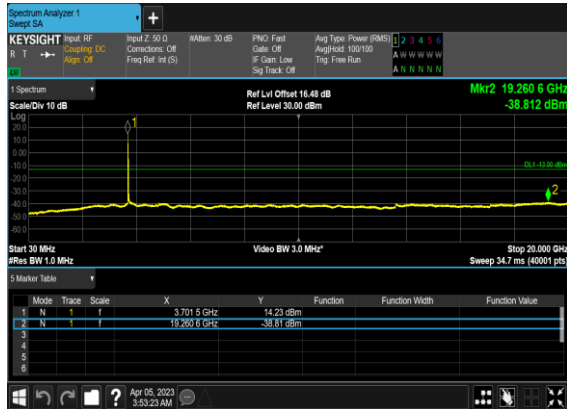 Spectrum Analyzer 1
Swept SA
+
KEYSIGHT
R T
Input: RF
Coupling: DC
Align: Off
Input Z: 50 Ω
Corrections: Off
Freq Ref: Int (S)
#Atten: 30 dB
PNO: Fast
Gate: Off
IF Gain: Low
Sig Track: Off
Avg Type: Power (RMS)
Avg|Hold: 100/100
Trig: Free Run
1 2 3 4 5 6
A W W W W W
A N N N N N
1 Spectrum
Scale/Div 10 dB
Ref Lvl Offset 16.48 dB
Ref Level 30.00 dBm
Mkr2 19.260 6 GHz
-38.812 dBm
Log
20.0
10.0
0.00
-10.0
-20.0
-30.0
-40.0
-50.0
-60.0
1
DL1 -13.00 dBm
2
Start 30 MHz
#Res BW 1.0 MHz
Video BW 3.0 MHz*
Stop 20.000 GHz
Sweep 34.7 ms (40001 pts)
5 Marker Table
Mode Trace Scale X Y Function Function Width Function Value
1 N 1 f 3.701 5 GHz 14.23 dBm
2 N 1 f 19.260 6 GHz -38.81 dBm
3
4
5
6
?
Apr 05, 2023
3:53:23 AM